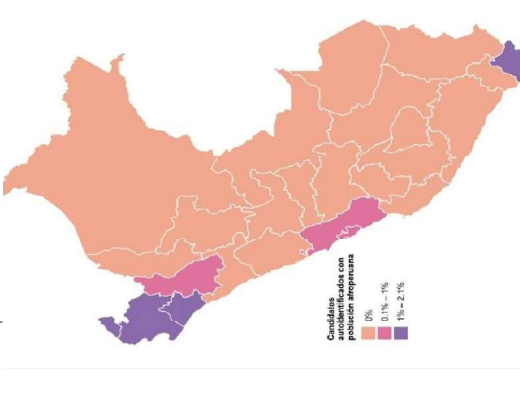 Candidatos
autoidentificados con
población afroperuana
0%
0.1% – 1%
1% – 2.1%